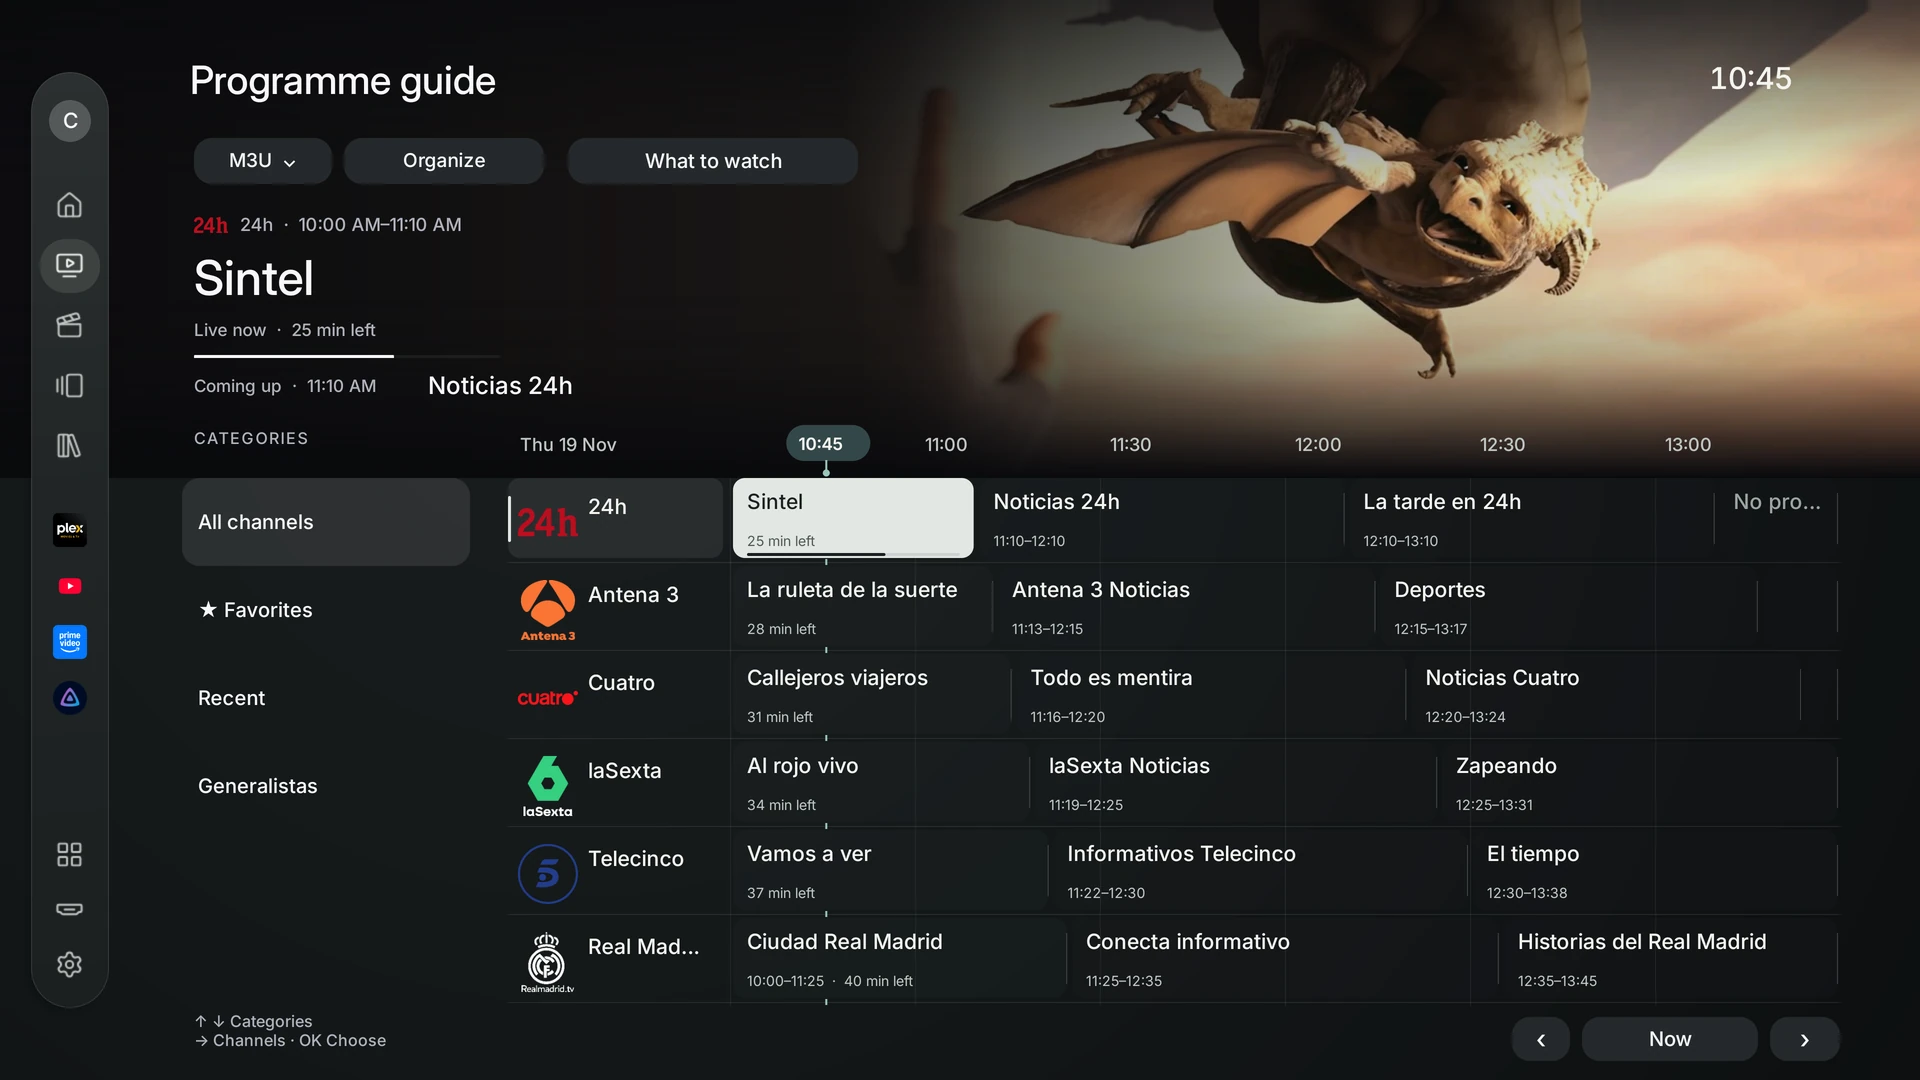 Programme guide
10:45
C
M3U
Organize
What to watch
24h 24h · 10:00 AM–11:10 AM
Sintel
Live now · 25 min left
Coming up · 11:10 AM Noticias 24h
CATEGORIES
Thu 19 Nov 10:45 11:00 11:30 12:00 12:30 13:00
All channels
★ Favorites
Recent
Generalistas
plex
prime video
24h 24h
Sintel
25 min left
Noticias 24h
11:10–12:10
La tarde en 24h
12:10–13:10
No pro...
Antena 3
Antena 3
La ruleta de la suerte
28 min left
Antena 3 Noticias
11:13–12:15
Deportes
12:15–13:17
cuatro
Cuatro
Callejeros viajeros
31 min left
Todo es mentira
11:16–12:20
Noticias Cuatro
12:20–13:24
laSexta
laSexta
Al rojo vivo
34 min left
laSexta Noticias
11:19–12:25
Zapeando
12:25–13:31
5
Telecinco
Vamos a ver
37 min left
Informativos Telecinco
11:22–12:30
El tiempo
12:30–13:38
Realmadrid.tv
Real Mad...
Ciudad Real Madrid
10:00–11:25 · 40 min left
Conecta informativo
11:25–12:35
Historias del Real Madrid
12:35–13:45
↑ ↓ Categories
→ Channels · OK Choose
‹ Now ›